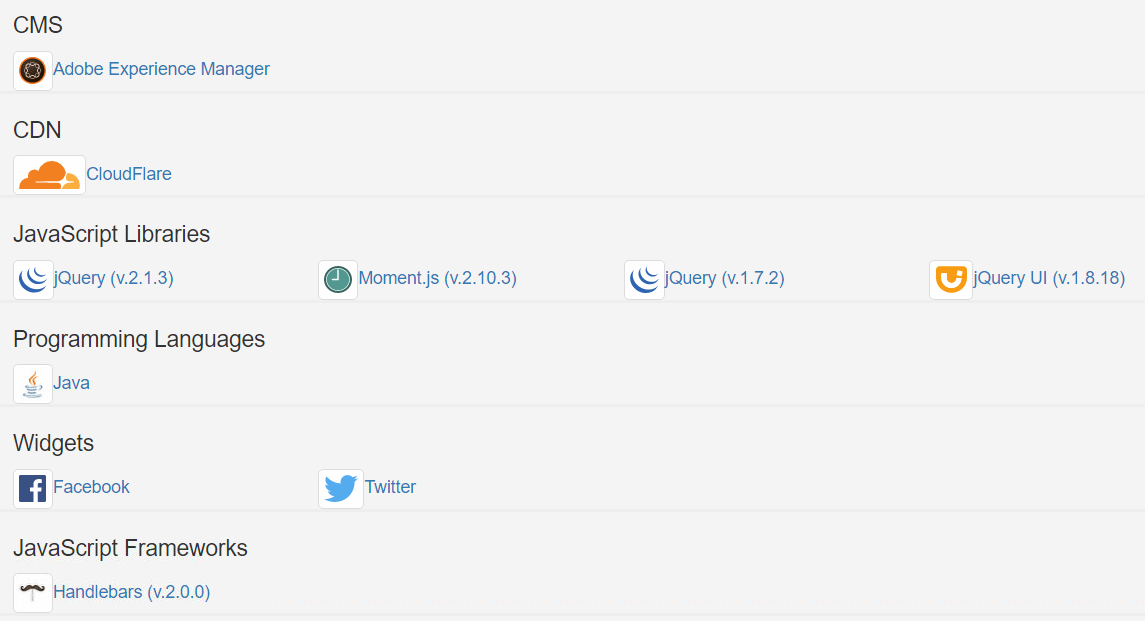 CMS
Adobe Experience Manager
CDN
CloudFlare
JavaScript Libraries
jQuery (v.2.1.3) Moment.js (v.2.10.3) jQuery (v.1.7.2) jQuery UI (v.1.8.18)
Programming Languages
Java
Widgets
Facebook Twitter
JavaScript Frameworks
Handlebars (v.2.0.0)